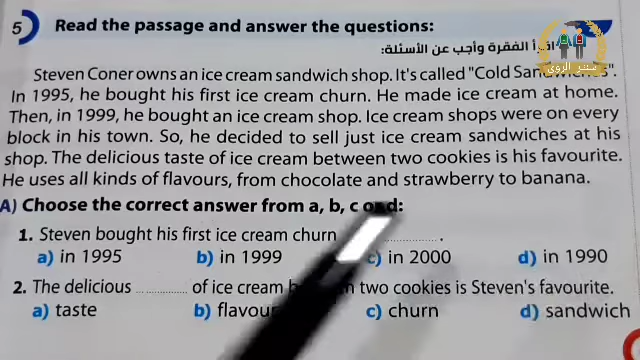 5 Read the passage and answer the questions:
اقرأ الفقرة وأجب عن الأسئلة:
Steven Coner owns an ice cream sandwich shop. It's called "Cold
In 1995, he bought his first ice cream churn. He made ice cream at home.
Then, in 1999, he bought an ice cream shop. Ice cream shops were on every
block in his town. So, he decided to sell just ice cream sandwiches at his
shop. The delicious taste of ice cream between two cookies is his favourite.
He uses all kinds of flavours, from chocolate and strawberry to banana.
A) Choose the correct answer from a, b, c or d:
1. Steven bought his first ice cream churn ............ .
a) in 1995 b) in 1999 c) in 2000 d) in 1990
2. The delicious ............... of ice cream two cookies is Steven's favourite.
a) taste b) c) churn d) sandwich